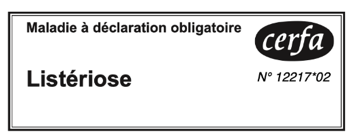 Maladie à déclaration obligatoire
cerfa
Listériose
N° 12217*02